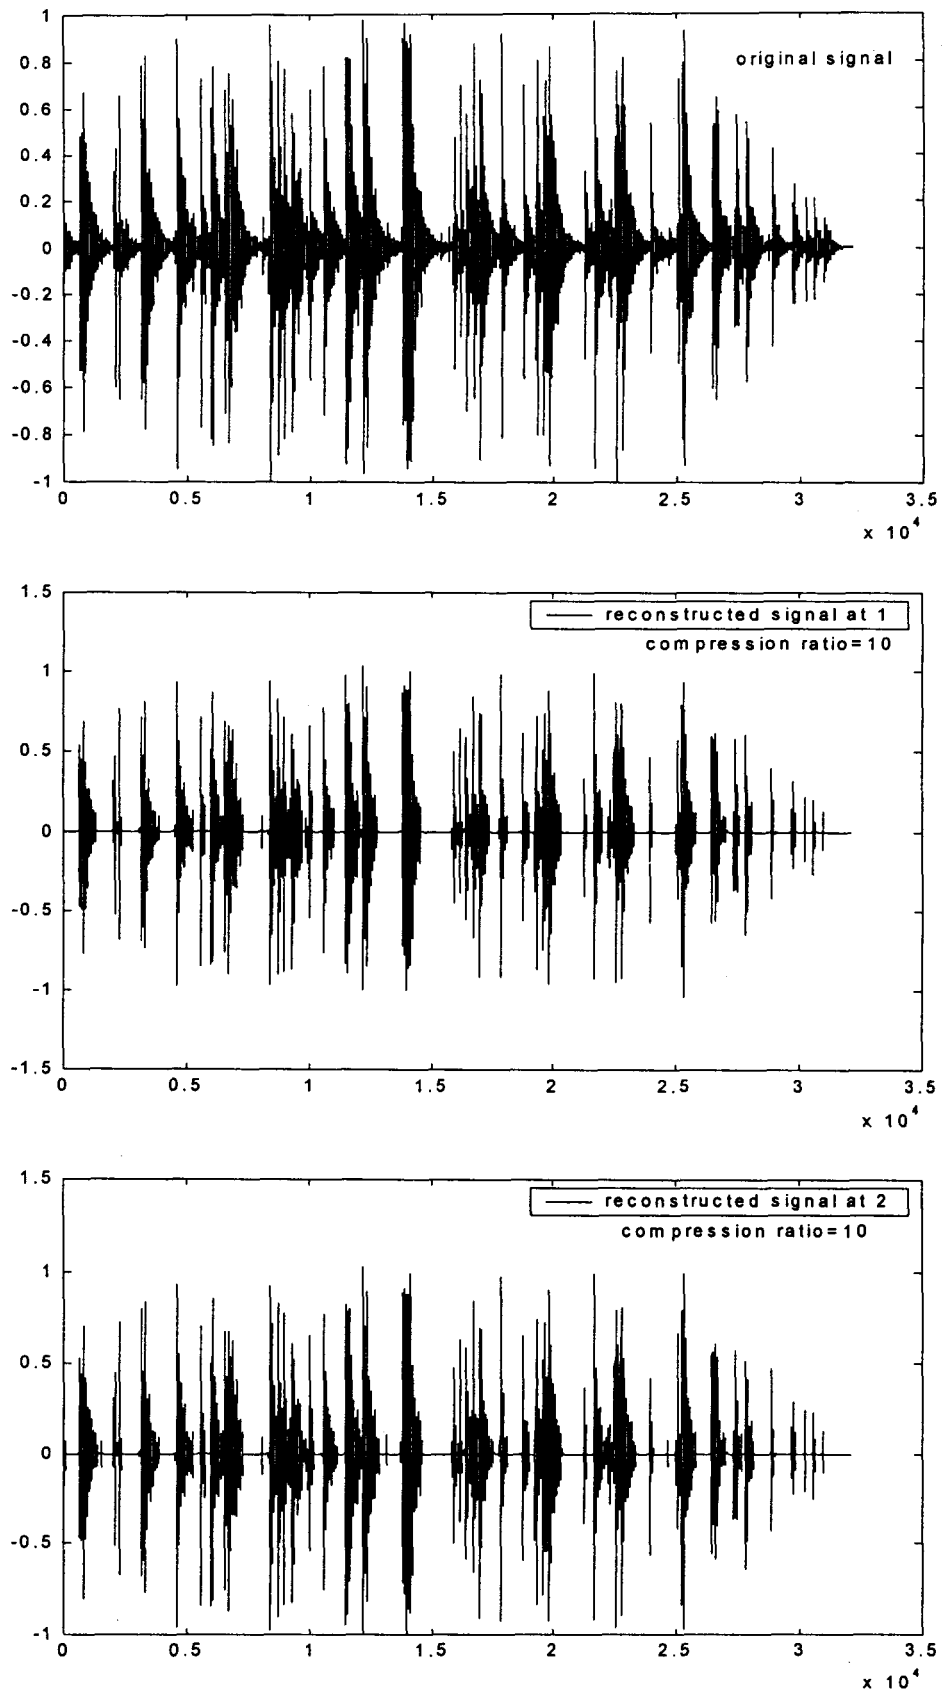 1
0.8
0.6
0.4
0.2
0
-0.2
-0.4
-0.6
-0.8
-1
original signal
0 0.5 1 1.5 2 2.5 3 3.5
x 10^4
1.5
1
0.5
0
-0.5
-1
-1.5
reconstructed signal at 1
compression ratio=10
0 0.5 1 1.5 2 2.5 3 3.5
x 10^4
1.5
1
0.5
0
-0.5
-1
reconstructed signal at 2
compression ratio=10
0 0.5 1 1.5 2 2.5 3 3.5
x 10^4